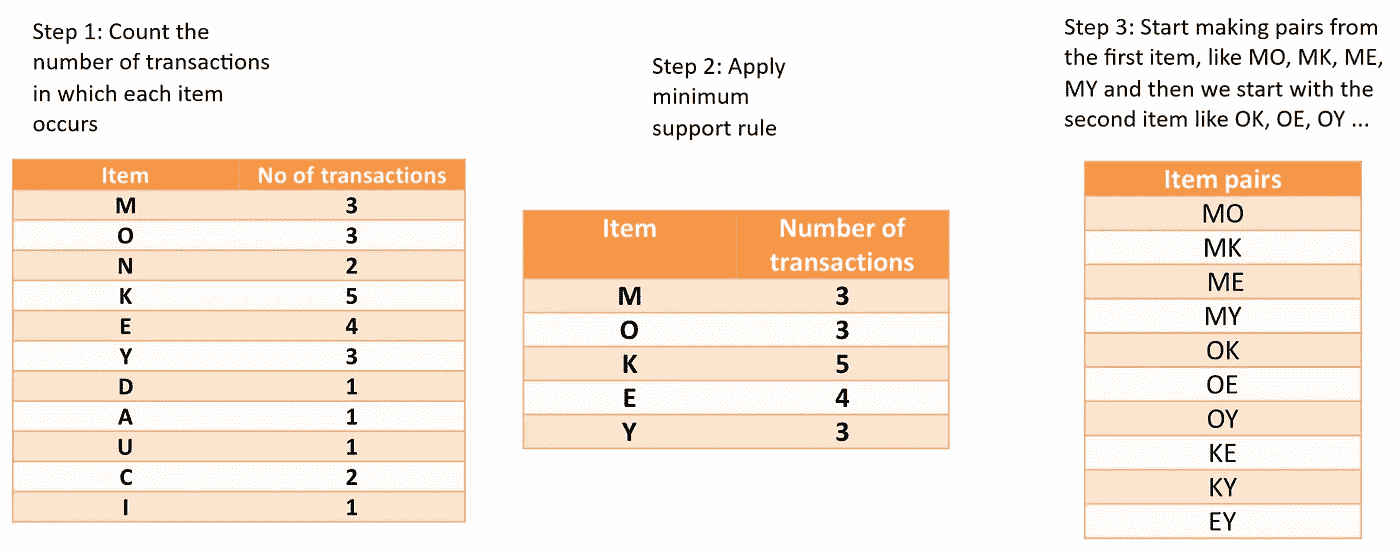 Step 1: Count the
number of transactions
in which each item
occurs
Item No of transactions
M 3
O 3
N 2
K 5
E 4
Y 3
D 1
A 1
U 1
C 2
I 1
Step 2: Apply
minimum
support rule
Item Number of
transactions
M 3
O 3
K 5
E 4
Y 3
Step 3: Start making pairs from
the first item, like MO, MK, ME,
MY and then we start with the
second item like OK, OE, OY ...
Item pairs
MO
MK
ME
MY
OK
OE
OY
KE
KY
EY